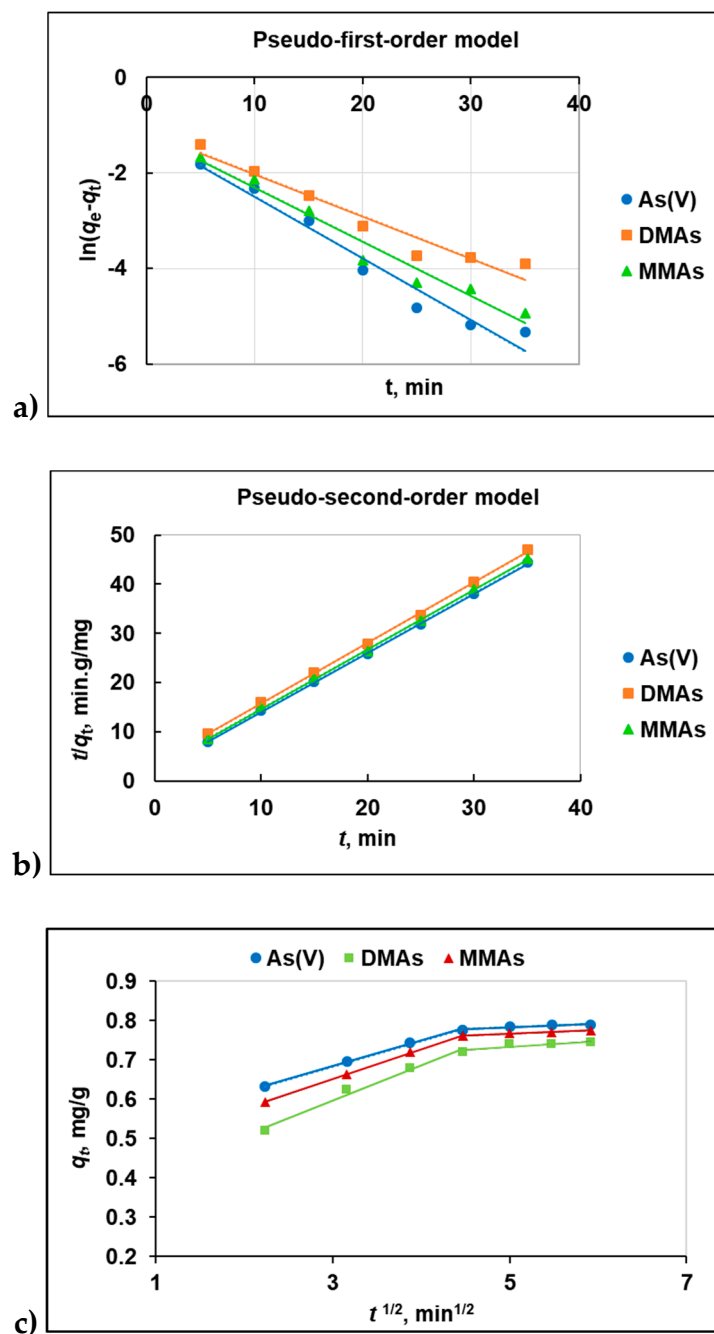 Pseudo-first-order model
0
0 10 20 30 40
-2
-4
-6
ln(qe-qt)
t, min
As(V)
DMAs
MMAs
a)
Pseudo-second-order model
50
40
30
20
10
0
0 10 20 30 40
t/qt, min.g/mg
t, min
As(V)
DMAs
MMAs
b)
As(V) DMAs MMAs
0.9
0.8
0.7
0.6
0.5
0.4
0.3
0.2
1 3 5 7
qt, mg/g
t 1/2, min1/2
c)